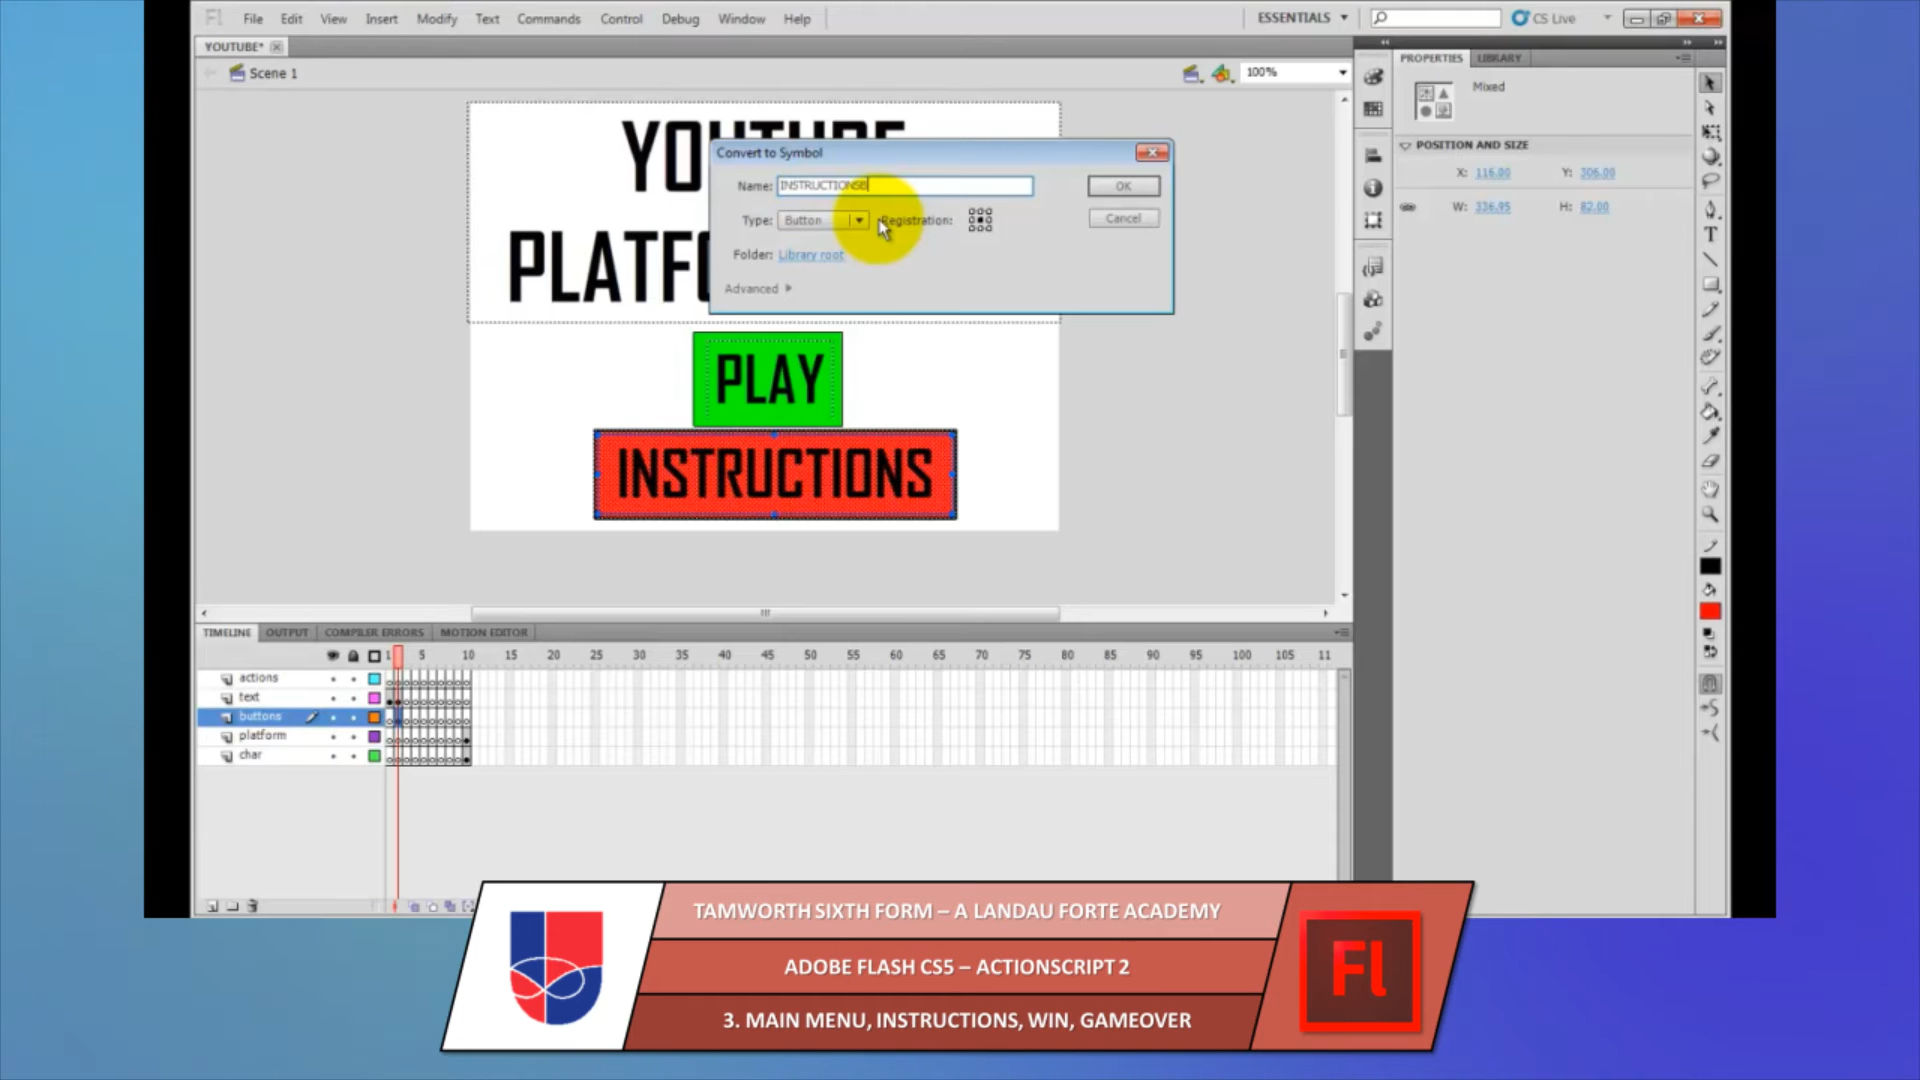 Fl File Edit View Insert Modify Text Commands Control Debug Window Help ESSENTIALS CS Live
YOUTUBE*
Scene 1 100%
PROPERTIES LIBRARY
Mixed
POSITION AND SIZE
X: 116.00 Y: 306.00
W: 336.95 H: 82.00
YOUTUBE
PLATFO
Convert to Symbol
Name: INSTRUCTIONSB OK
Type: Button Registration: Cancel
Folder: Library root
Advanced
PLAY
INSTRUCTIONS
TIMELINE OUTPUT COMPILER ERRORS MOTION EDITOR
1 5 10 15 20 25 30 35 40 45 50 55 60 65 70 75 80 85 90 95 100 105 11
actions
text
buttons
platform
char
TAMWORTH SIXTH FORM – A LANDAU FORTE ACADEMY
ADOBE FLASH CS5 – ACTIONSCRIPT 2
3. MAIN MENU, INSTRUCTIONS, WIN, GAMEOVER
Fl